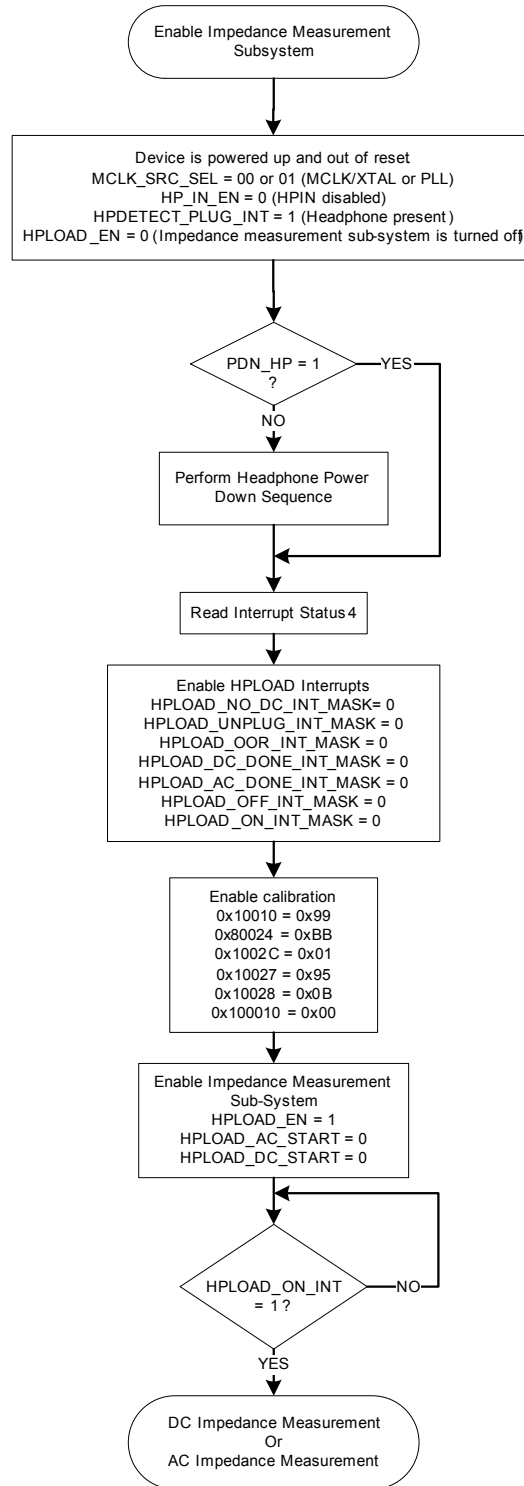 Enable Impedance Measurement
Subsystem
Device is powered up and out of reset
MCLK_SRC_SEL = 00 or 01 (MCLK/XTAL or PLL)
HP_IN_EN = 0 (HPIN disabled)
HPDETECT_PLUG_INT = 1 (Headphone present)
HPLOAD_EN = 0 (Impedance measurement sub-system is turned off)
PDN_HP = 1
?
YES
NO
Perform Headphone Power
Down Sequence
Read Interrupt Status 4
Enable HPLOAD Interrupts
HPLOAD_NO_DC_INT_MASK= 0
HPLOAD_UNPLUG_INT_MASK = 0
HPLOAD_OOR_INT_MASK = 0
HPLOAD_DC_DONE_INT_MASK = 0
HPLOAD_AC_DONE_INT_MASK = 0
HPLOAD_OFF_INT_MASK = 0
HPLOAD_ON_INT_MASK = 0
Enable calibration
0x10010 = 0x99
0x80024 = 0xBB
0x1002C = 0x01
0x10027 = 0x95
0x10028 = 0x0B
0x100010 = 0x00
Enable Impedance Measurement
Sub-System
HPLOAD_EN = 1
HPLOAD_AC_START = 0
HPLOAD_DC_START = 0
HPLOAD_ON_INT
= 1 ?
NO
YES
DC Impedance Measurement
Or
AC Impedance Measurement